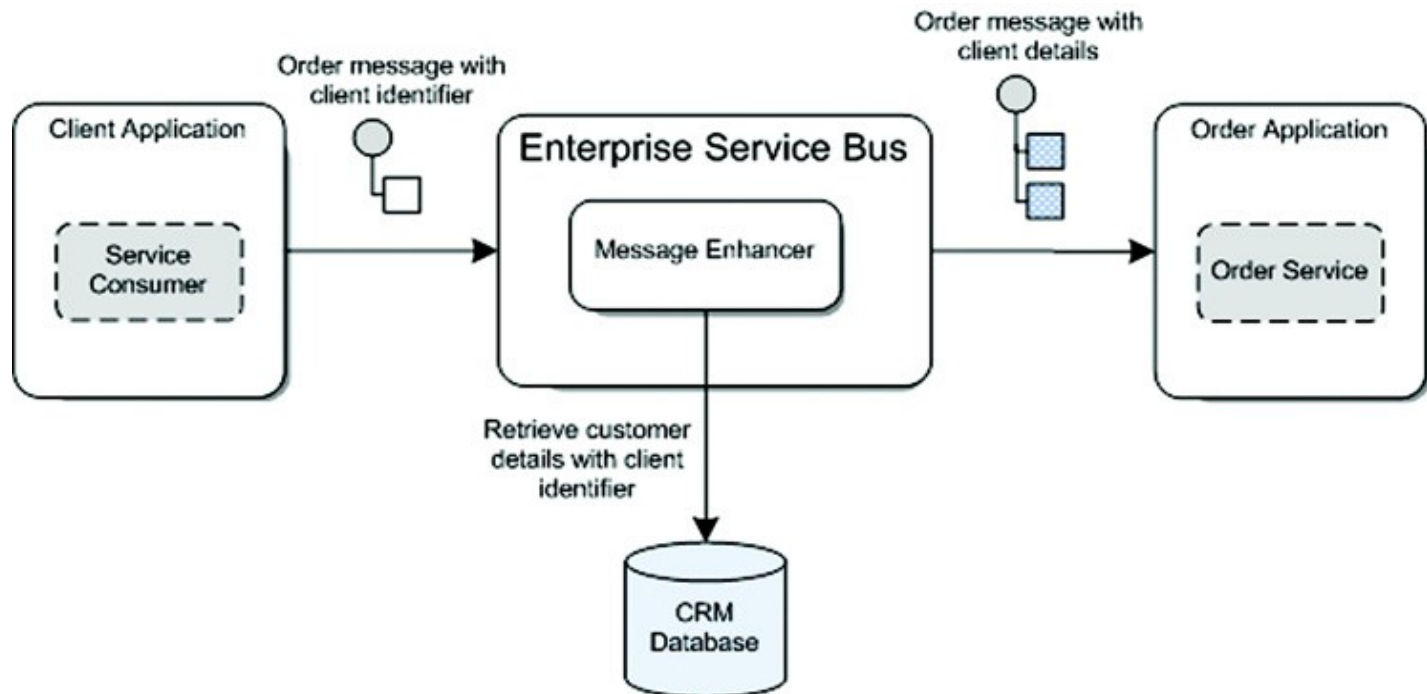 Order message with
client identifier
Order message with
client details
Client Application
Enterprise Service Bus
Order Application
Service
Consumer
Message Enhancer
Order Service
Retrieve customer
details with client
identifier
CRM
Database